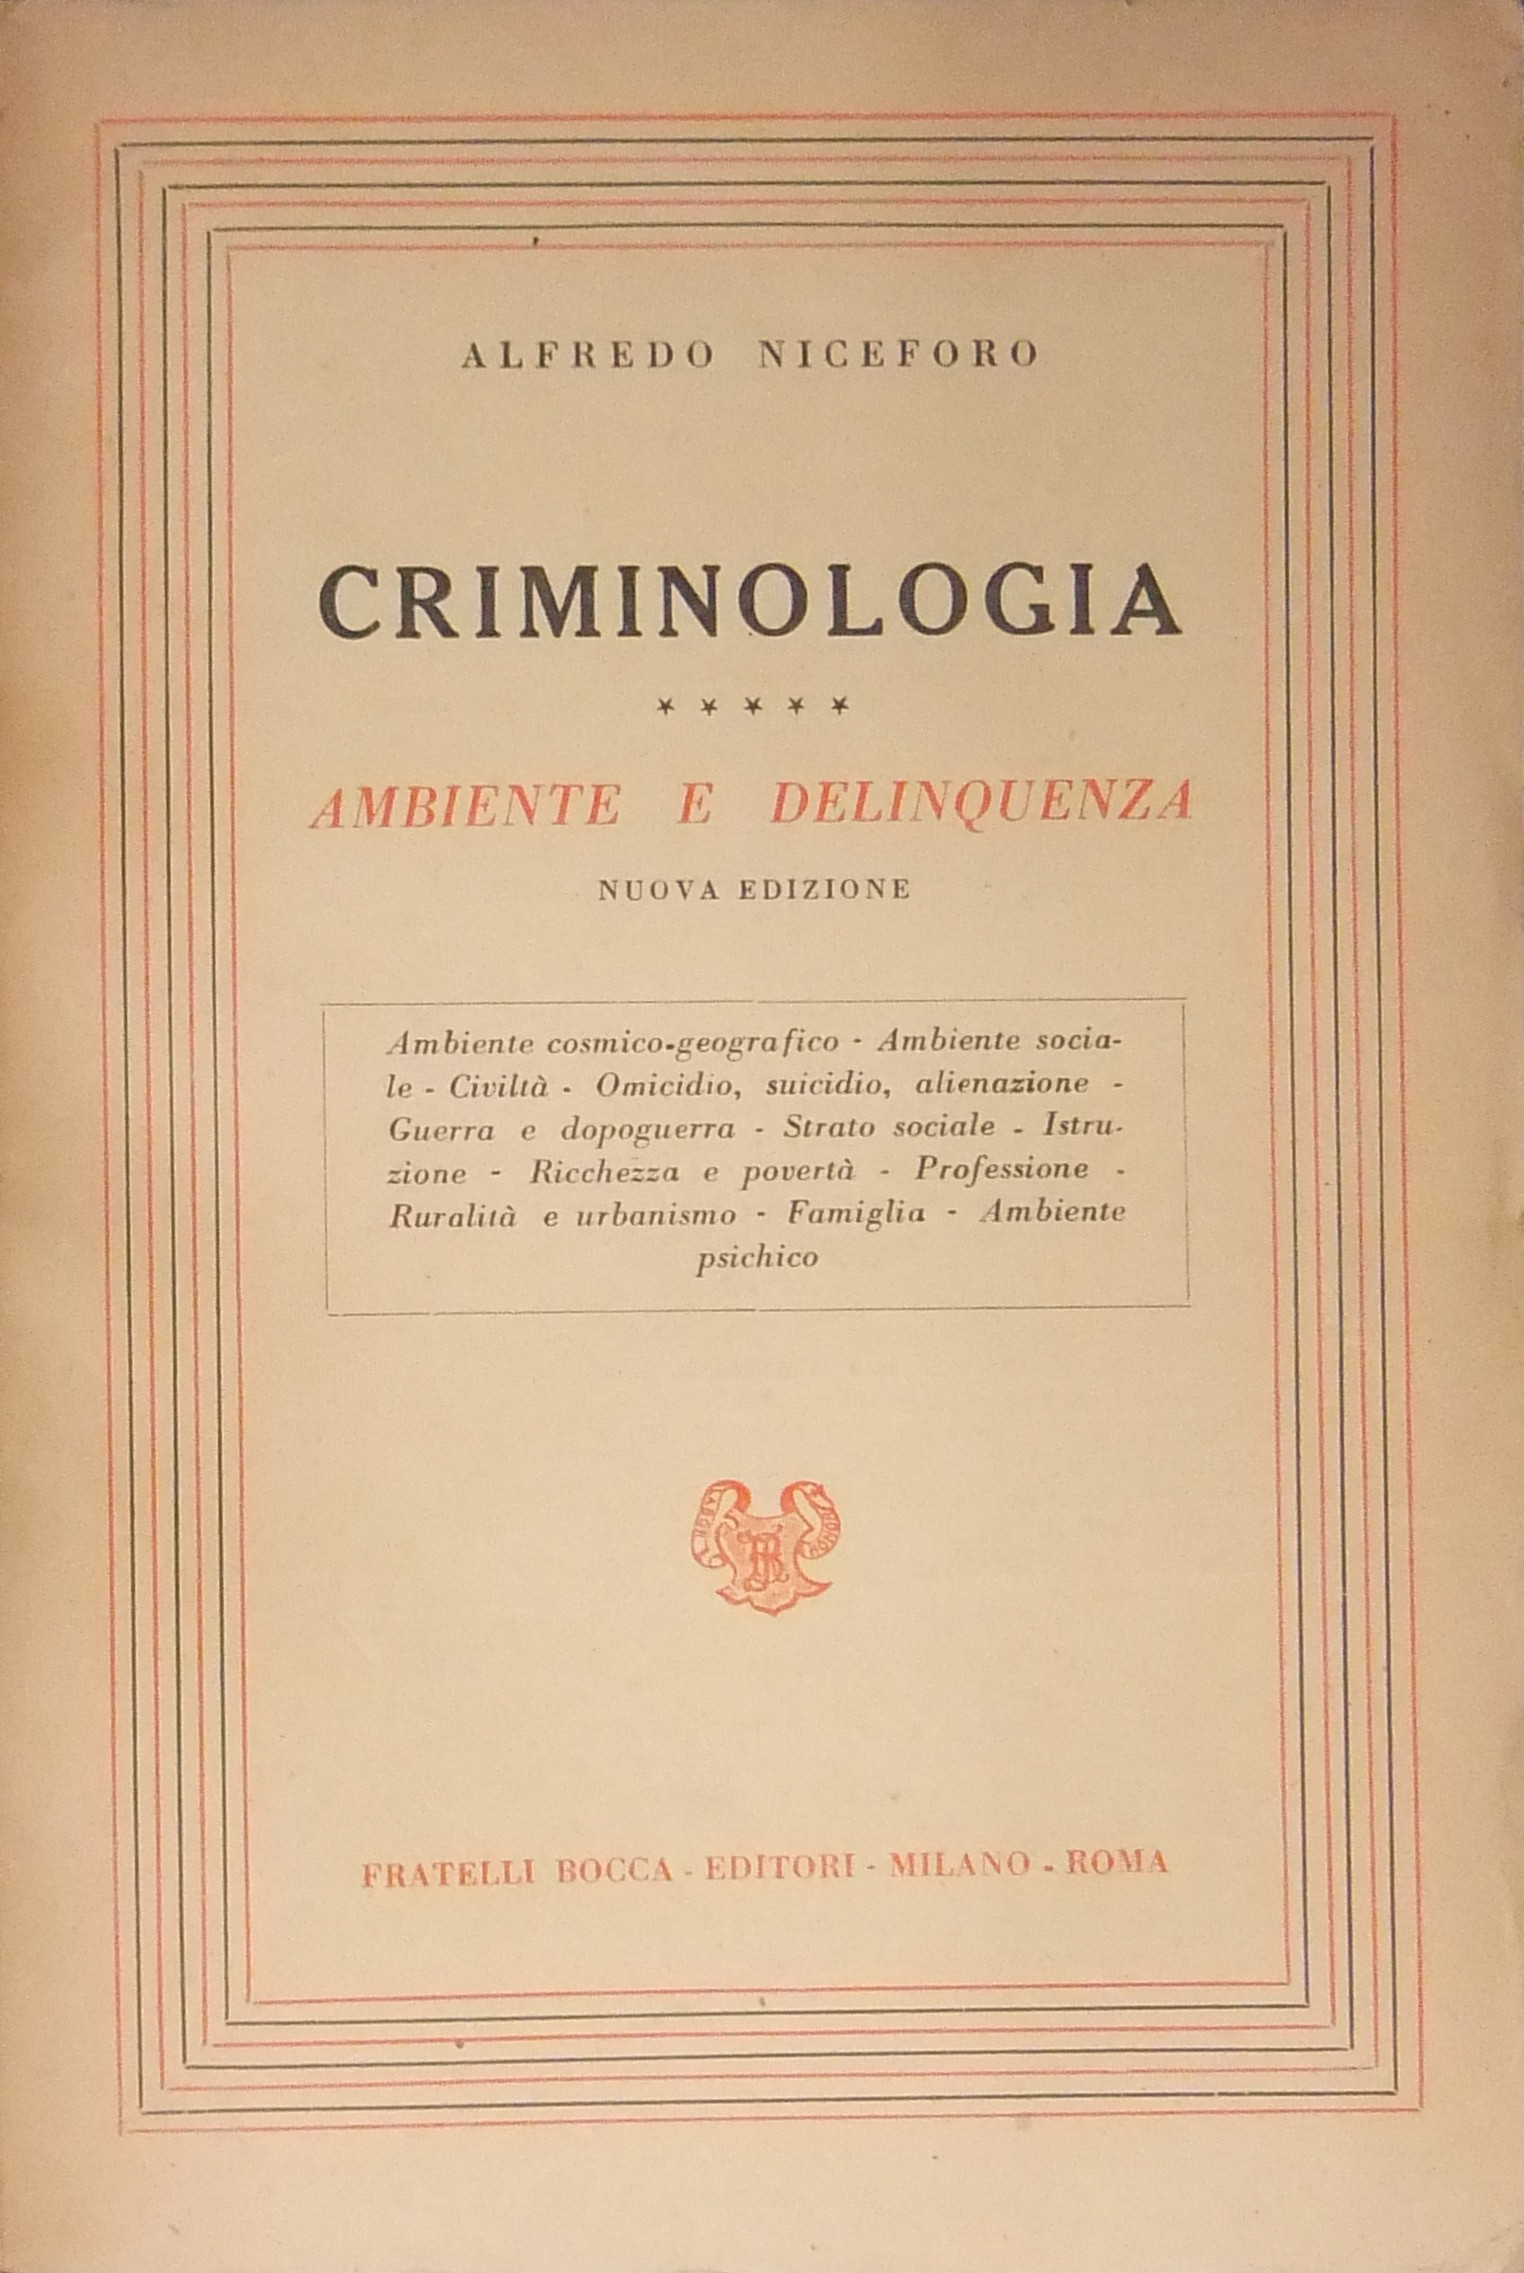 ALFREDO NICEFORO
CRIMINOLOGIA
★ ★ ★ ★ ★
AMBIENTE E DELINQUENZA
NUOVA EDIZIONE
Ambiente cosmico-geografico - Ambiente socia-
le - Civiltà - Omicidio, suicidio, alienazione -
Guerra e dopoguerra - Strato sociale - Istru-
zione - Ricchezza e povertà - Professione -
Ruralità e urbanismo - Famiglia - Ambiente
psichico
LABOR
FRATELLI BOCCA - EDITORI - MILANO - ROMA